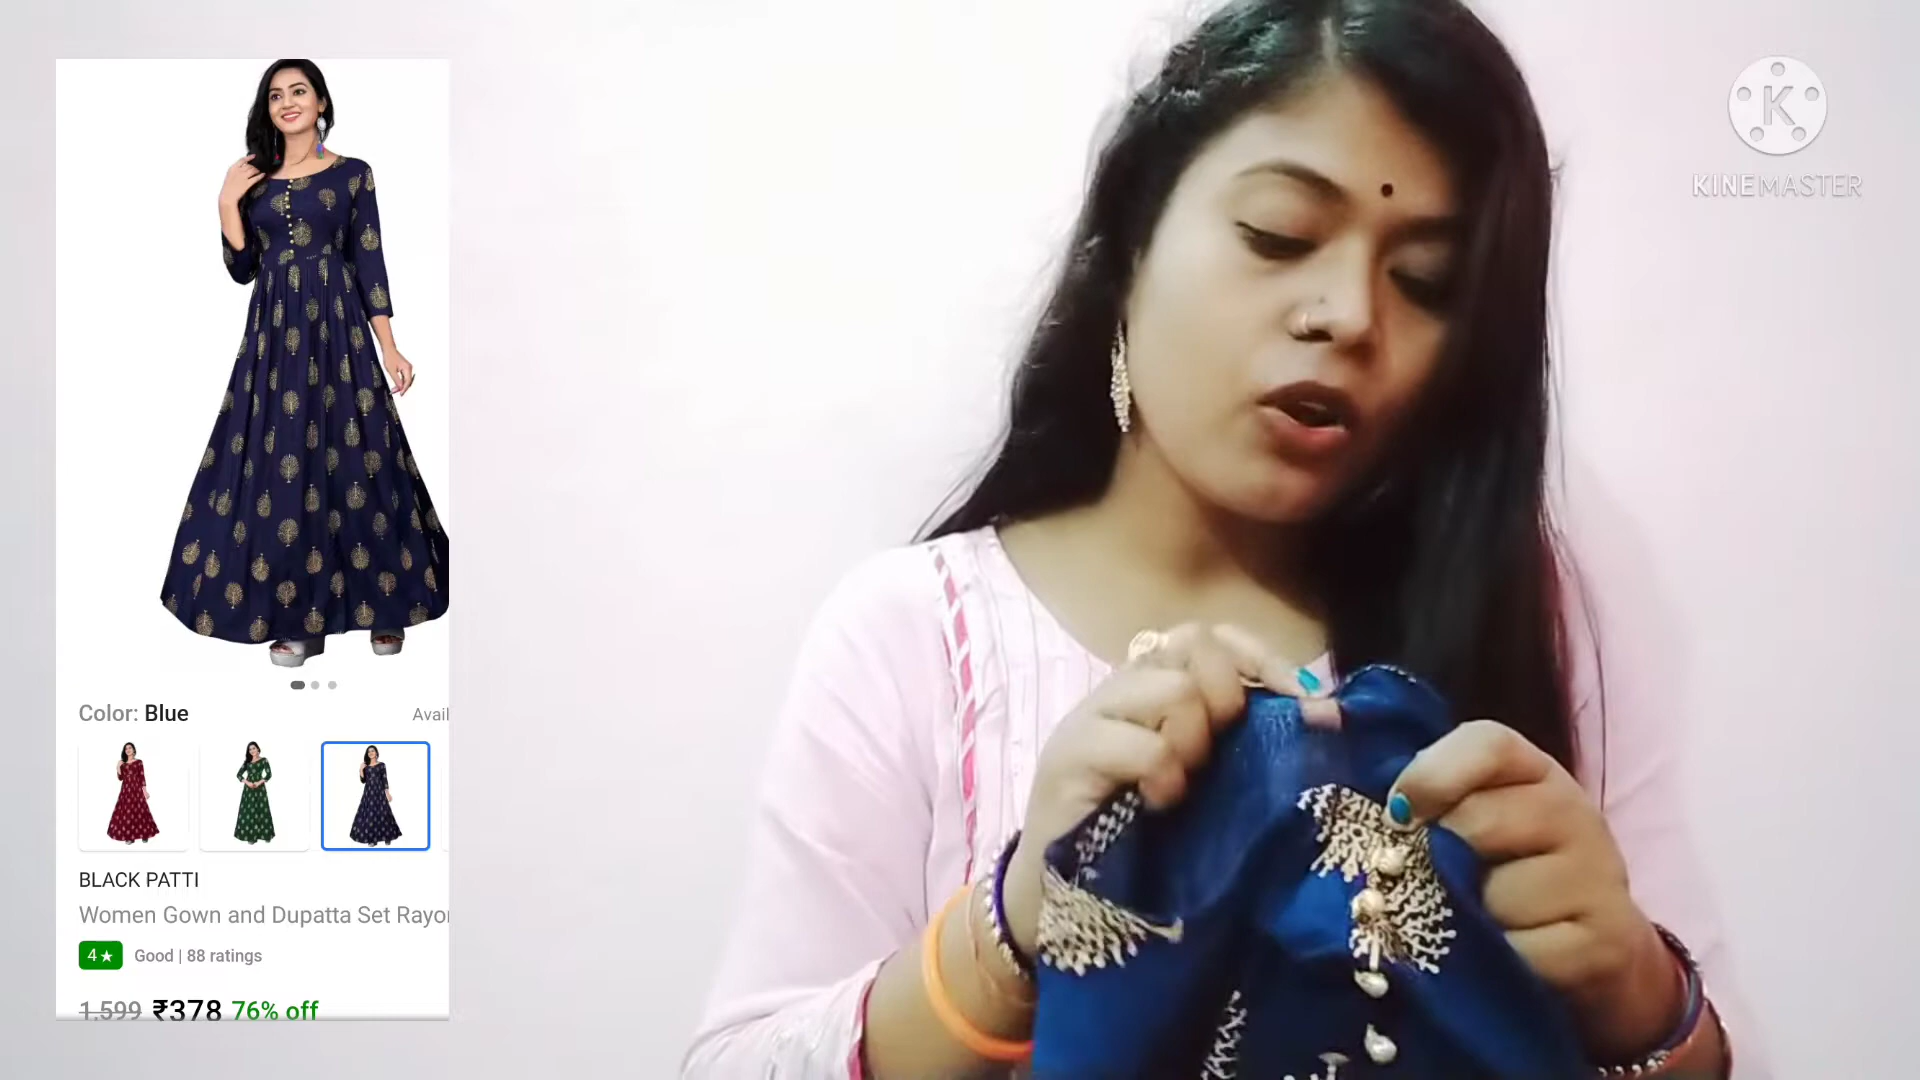 K
KINEMASTER
Color: Blue
Avail
BLACK PATTI
Women Gown and Dupatta Set Rayon
4★
Good | 88 ratings
1,599 ₹378 76% off